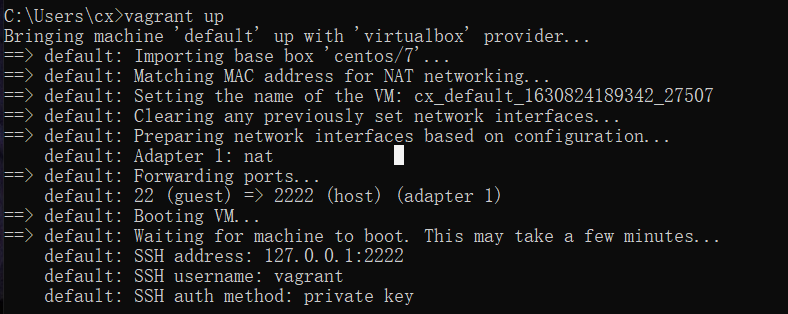 C:\Users\cx>vagrant up
Bringing machine 'default' up with 'virtualbox' provider...
==> default: Importing base box 'centos/7'...
==> default: Matching MAC address for NAT networking...
==> default: Setting the name of the VM: cx_default_1630824189342_27507
==> default: Clearing any previously set network interfaces...
==> default: Preparing network interfaces based on configuration...
    default: Adapter 1: nat
==> default: Forwarding ports...
    default: 22 (guest) => 2222 (host) (adapter 1)
==> default: Booting VM...
==> default: Waiting for machine to boot. This may take a few minutes...
    default: SSH address: 127.0.0.1:2222
    default: SSH username: vagrant
    default: SSH auth method: private key